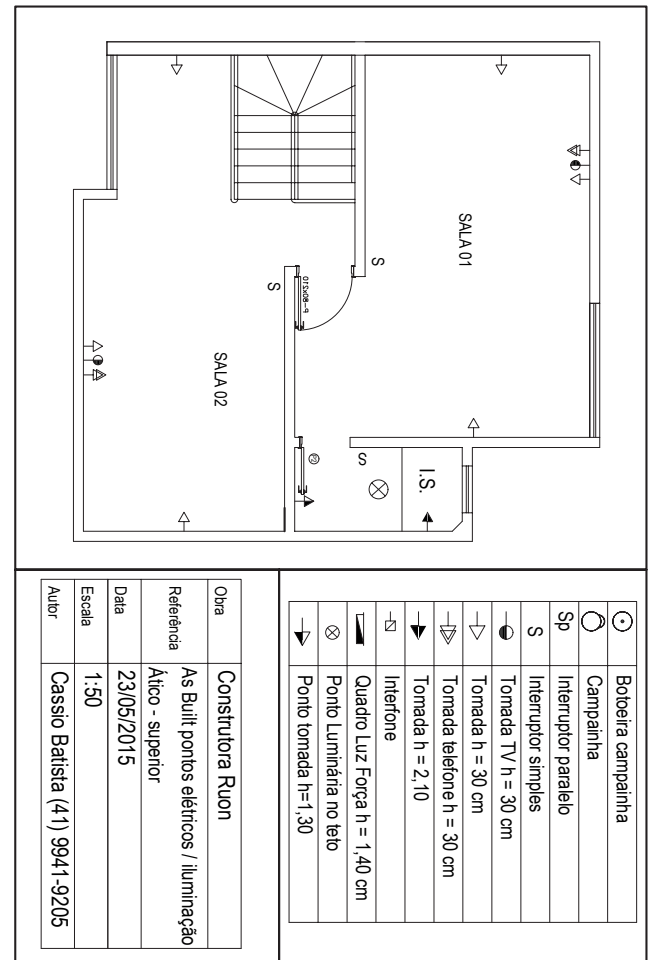 SALA 01
S
P-80x210
S
SALA 02
P2
S
I.S.
Botoeira campainha
Campainha
Sp Interruptor paralelo
S Interruptor simples
Tomada TV h = 30 cm
Tomada h = 30 cm
Tomada telefone h = 30 cm
Tomada h = 2,10
Interfone
Quadro Luz Força h = 1,40 cm
Ponto Luminária no teto
Ponto tomada h=1,30
Obra Construtora Ruon
Referência As Built pontos elétricos / iluminação
Ático - superior
Data 23/05/2015
Escala 1:50
Autor Cassio Batista (41) 9941-9205